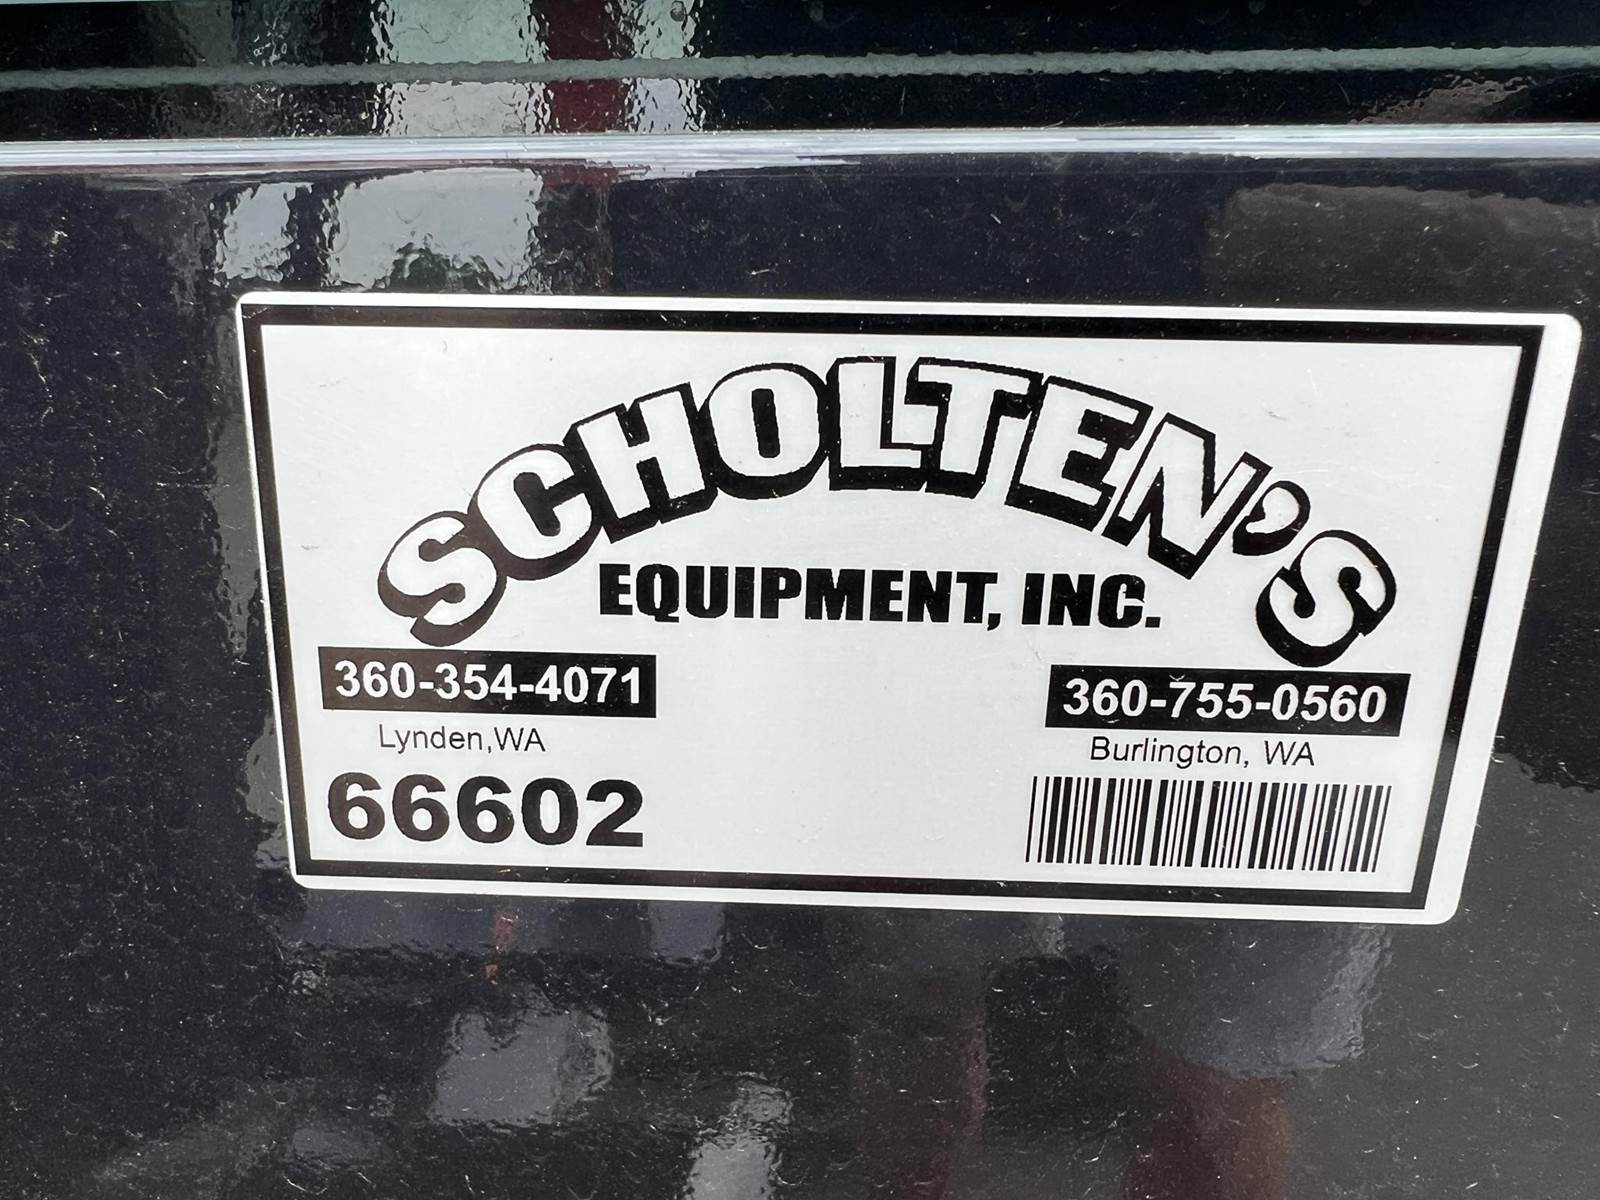 SCHOLTEN'S
EQUIPMENT, INC.
360-354-4071
Lynden,WA
66602
360-755-0560
Burlington, WA